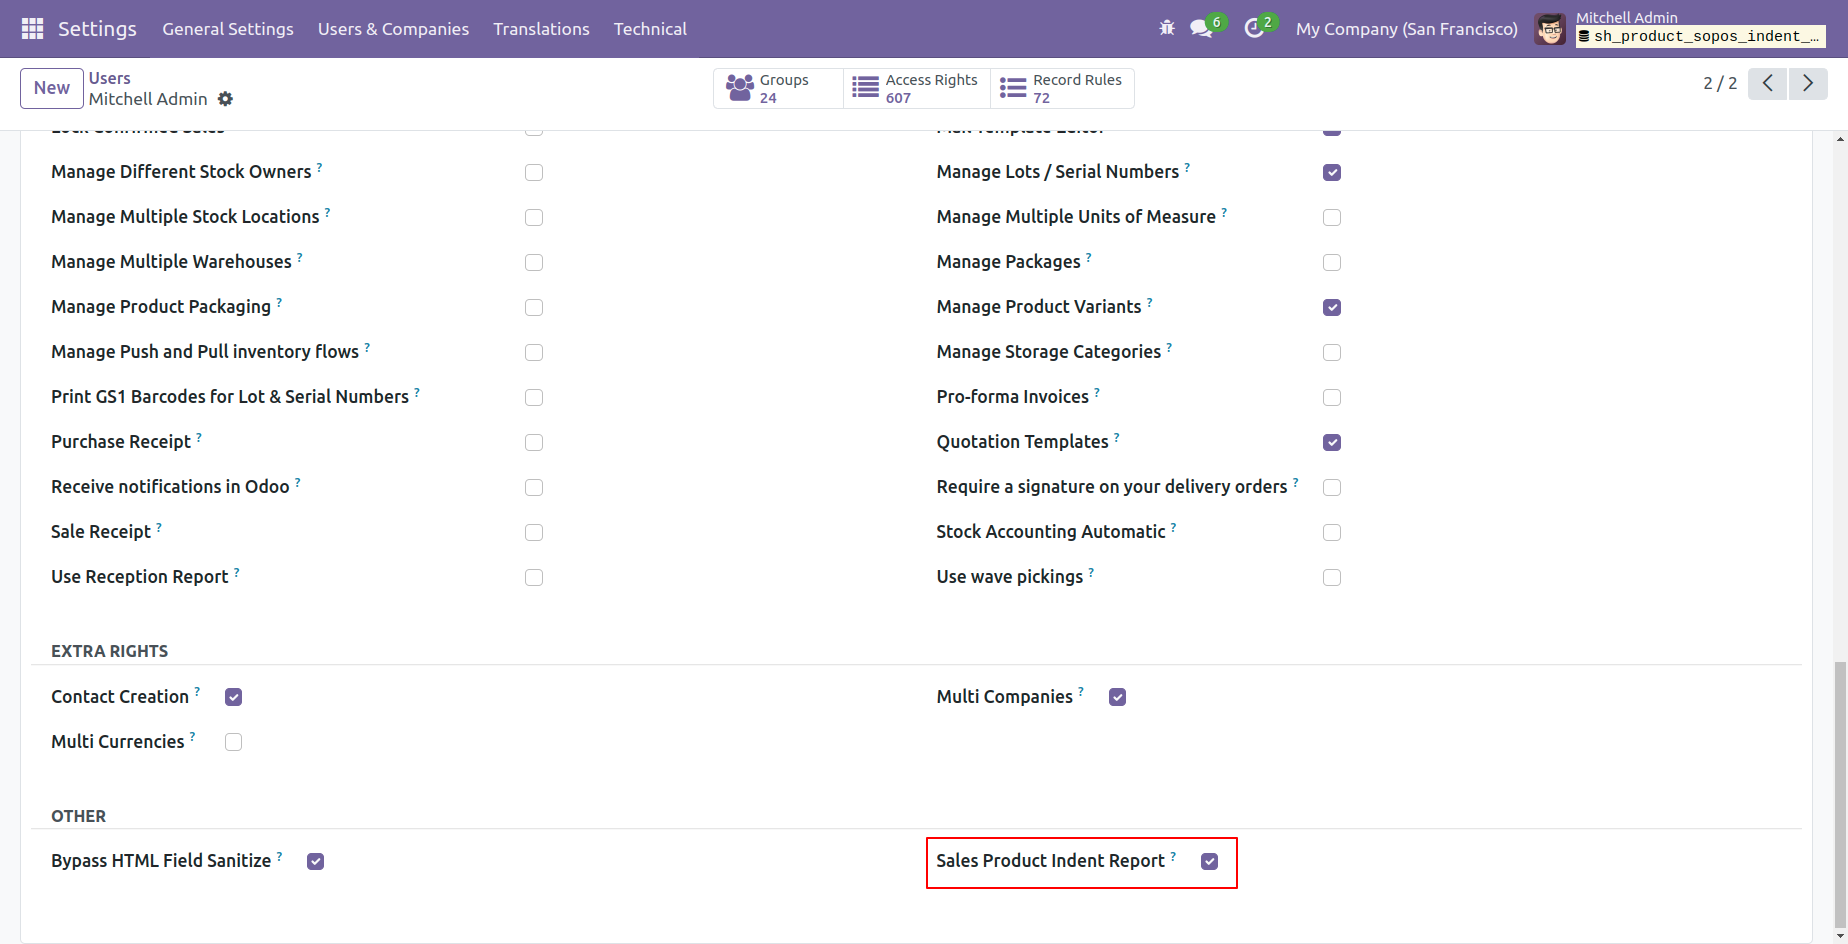 Settings General Settings Users & Companies Translations Technical 6 2 My Company (San Francisco) Mitchell Admin
sh_product_sopos_indent_...
New Users Groups Access Rights Record Rules
Mitchell Admin 24 607 72 2 / 2
Lock Confirmed Sales Mail Template Editor
Manage Different Stock Owners ? Manage Lots / Serial Numbers ?
Manage Multiple Stock Locations ? Manage Multiple Units of Measure ?
Manage Multiple Warehouses ? Manage Packages ?
Manage Product Packaging ? Manage Product Variants ?
Manage Push and Pull inventory flows ? Manage Storage Categories ?
Print GS1 Barcodes for Lot & Serial Numbers ? Pro-forma Invoices ?
Purchase Receipt ? Quotation Templates ?
Receive notifications in Odoo ? Require a signature on your delivery orders ?
Sale Receipt ? Stock Accounting Automatic ?
Use Reception Report ? Use wave pickings ?
EXTRA RIGHTS
Contact Creation ? Multi Companies ?
Multi Currencies ?
OTHER
Bypass HTML Field Sanitize ? Sales Product Indent Report ?